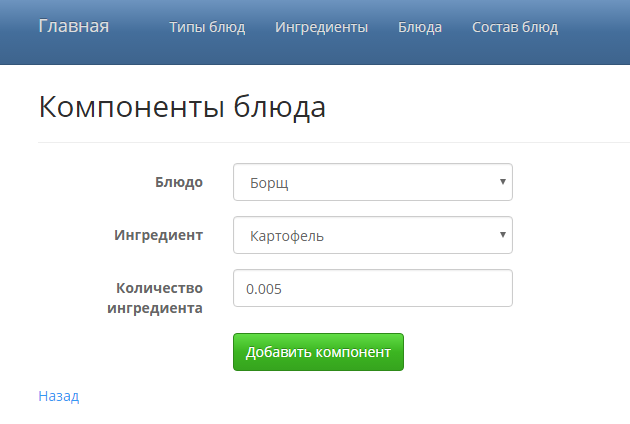 Главная Типы блюд Ингредиенты Блюда Состав блюд
Компоненты блюда
Блюдо Борщ
Ингредиент Картофель
Количество 0.005
ингредиента
Добавить компонент
Назад